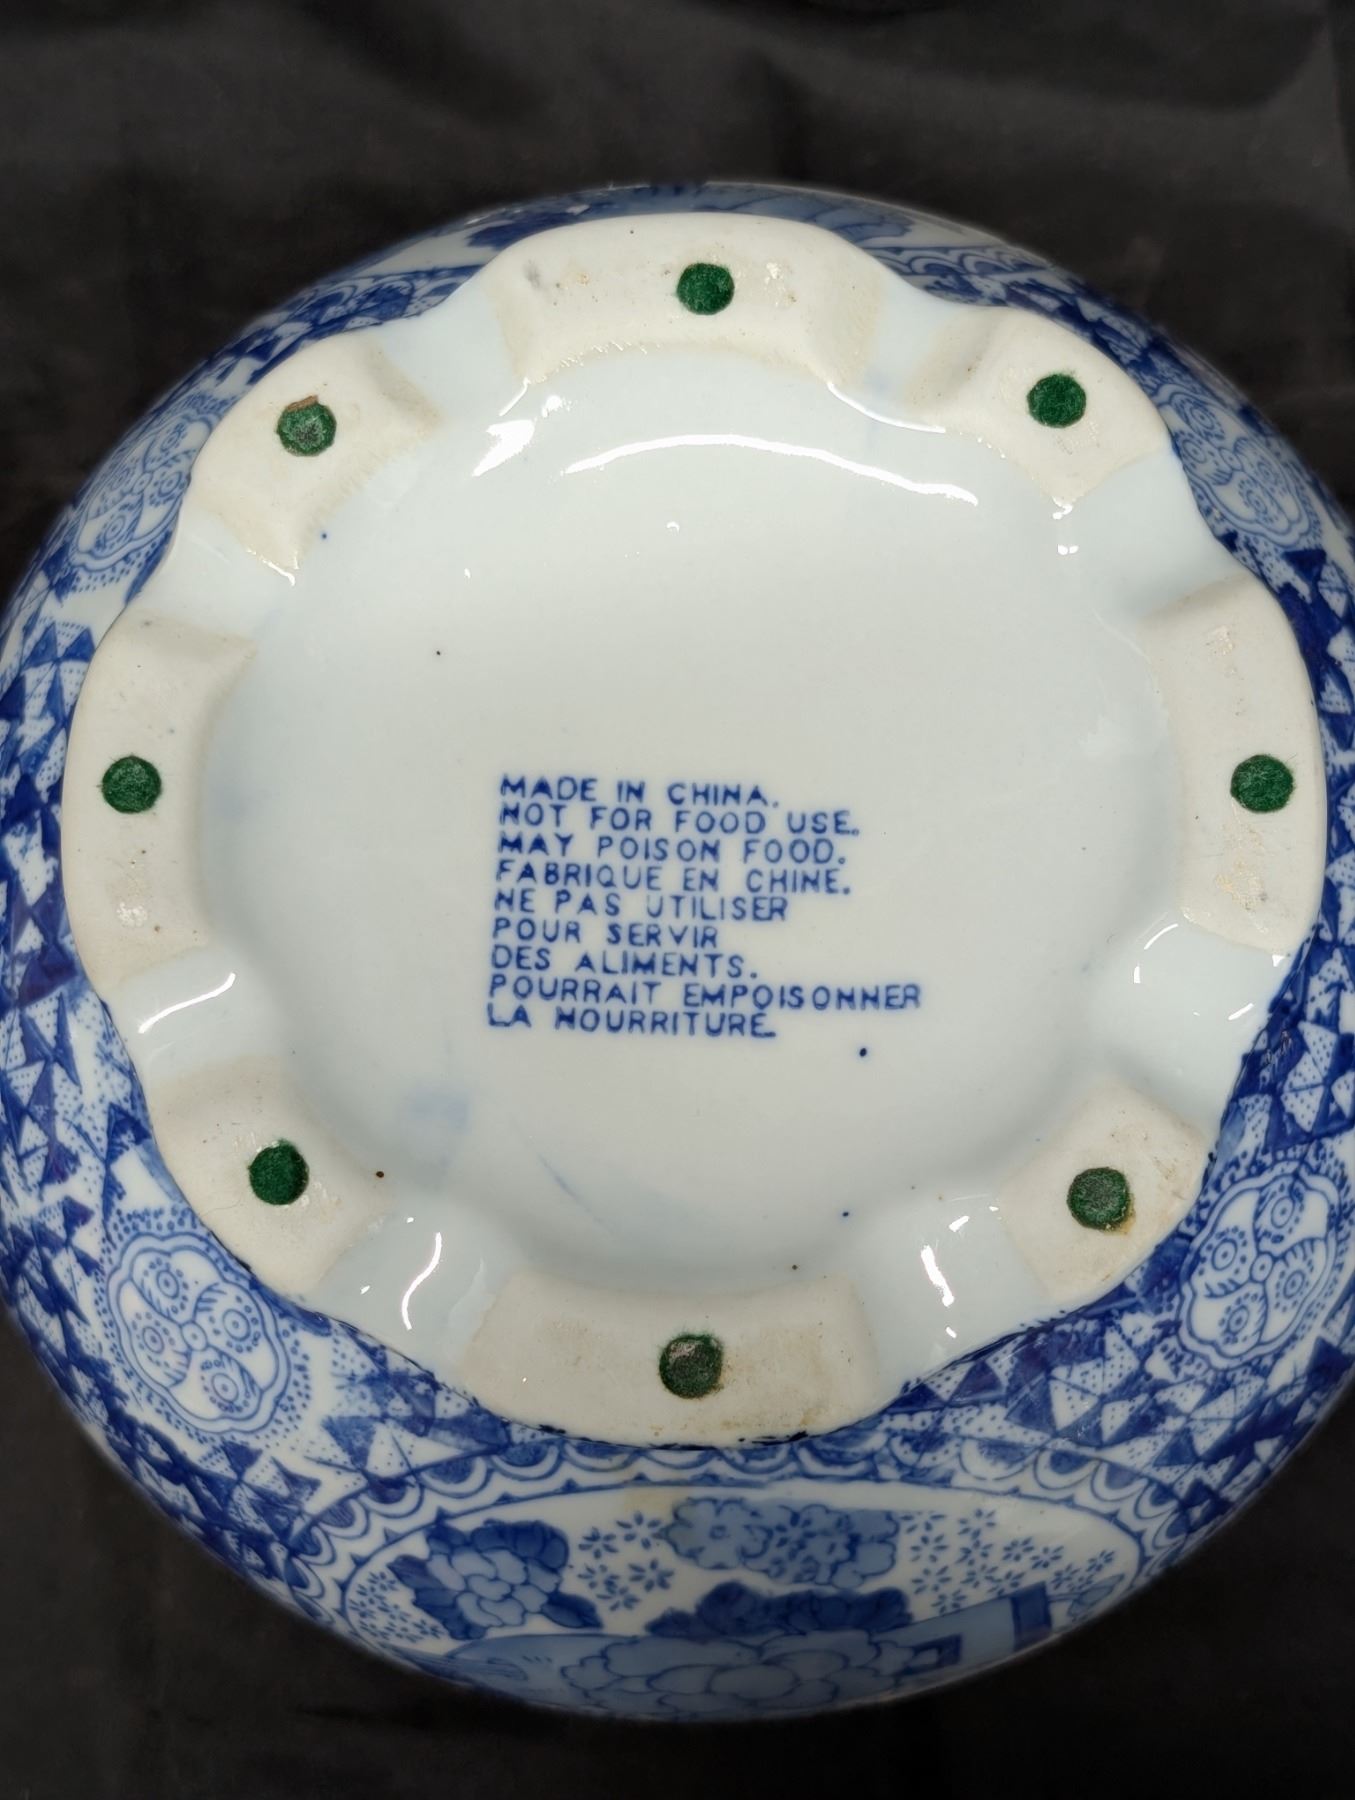 MADE IN CHINA.
NOT FOR FOOD USE.
MAY POISON FOOD.
FABRIQUE EN CHINE.
NE PAS UTILISER
POUR SERVIR
DES ALIMENTS.
POURRAIT EMPOISONNER
LA NOURRITURE.